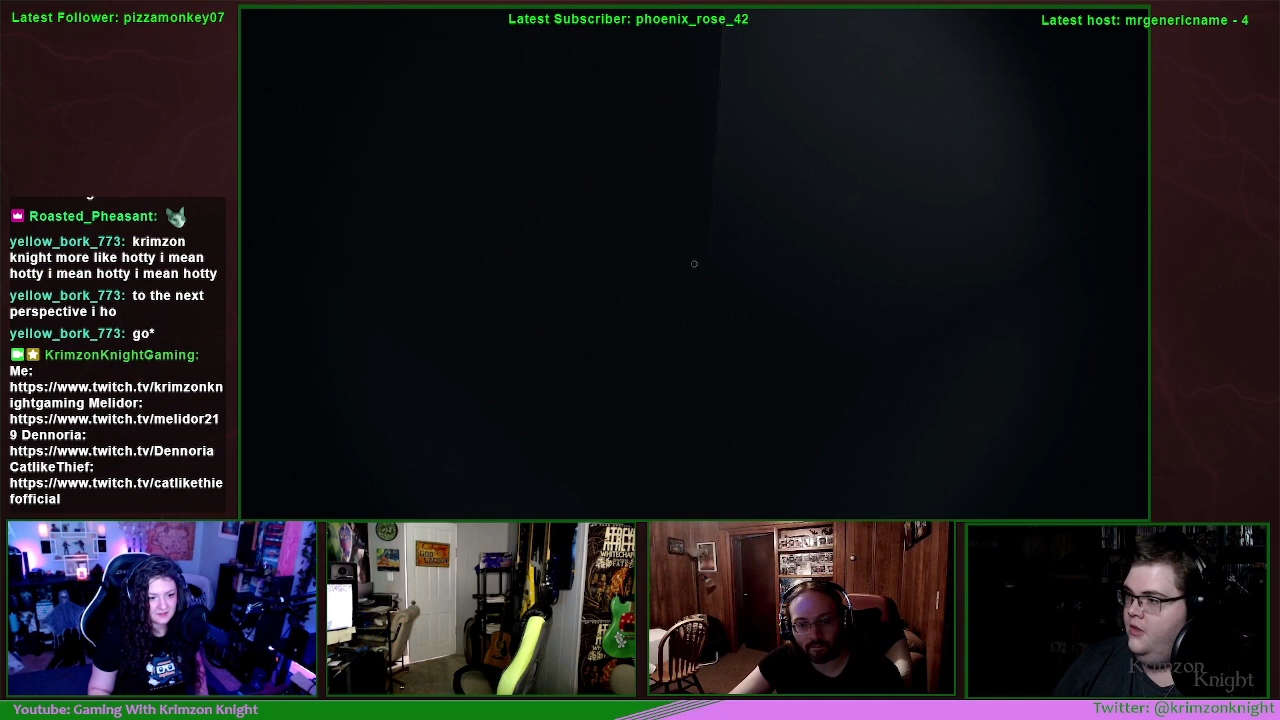 Latest Follower: pizzamonkey07
Latest Subscriber: phoenix_rose_42
Latest host: mrgenericname - 4
Roasted_Pheasant:
yellow_bork_773: krimzon
knight more like hotty i mean
hotty i mean hotty i mean hotty
yellow_bork_773: to the next
perspective i ho
yellow_bork_773: go*
KrimzonKnightGaming:
Me:
https://www.twitch.tv/krimzonkn
ightgaming Melidor:
https://www.twitch.tv/melidor21
9 Dennoria:
https://www.twitch.tv/Dennoria
CatlikeThief:
https://www.twitch.tv/catlikethie
fofficial
Krimzon
Knight
Youtube: Gaming With Krimzon Knight
Twitter: @krimzonknight